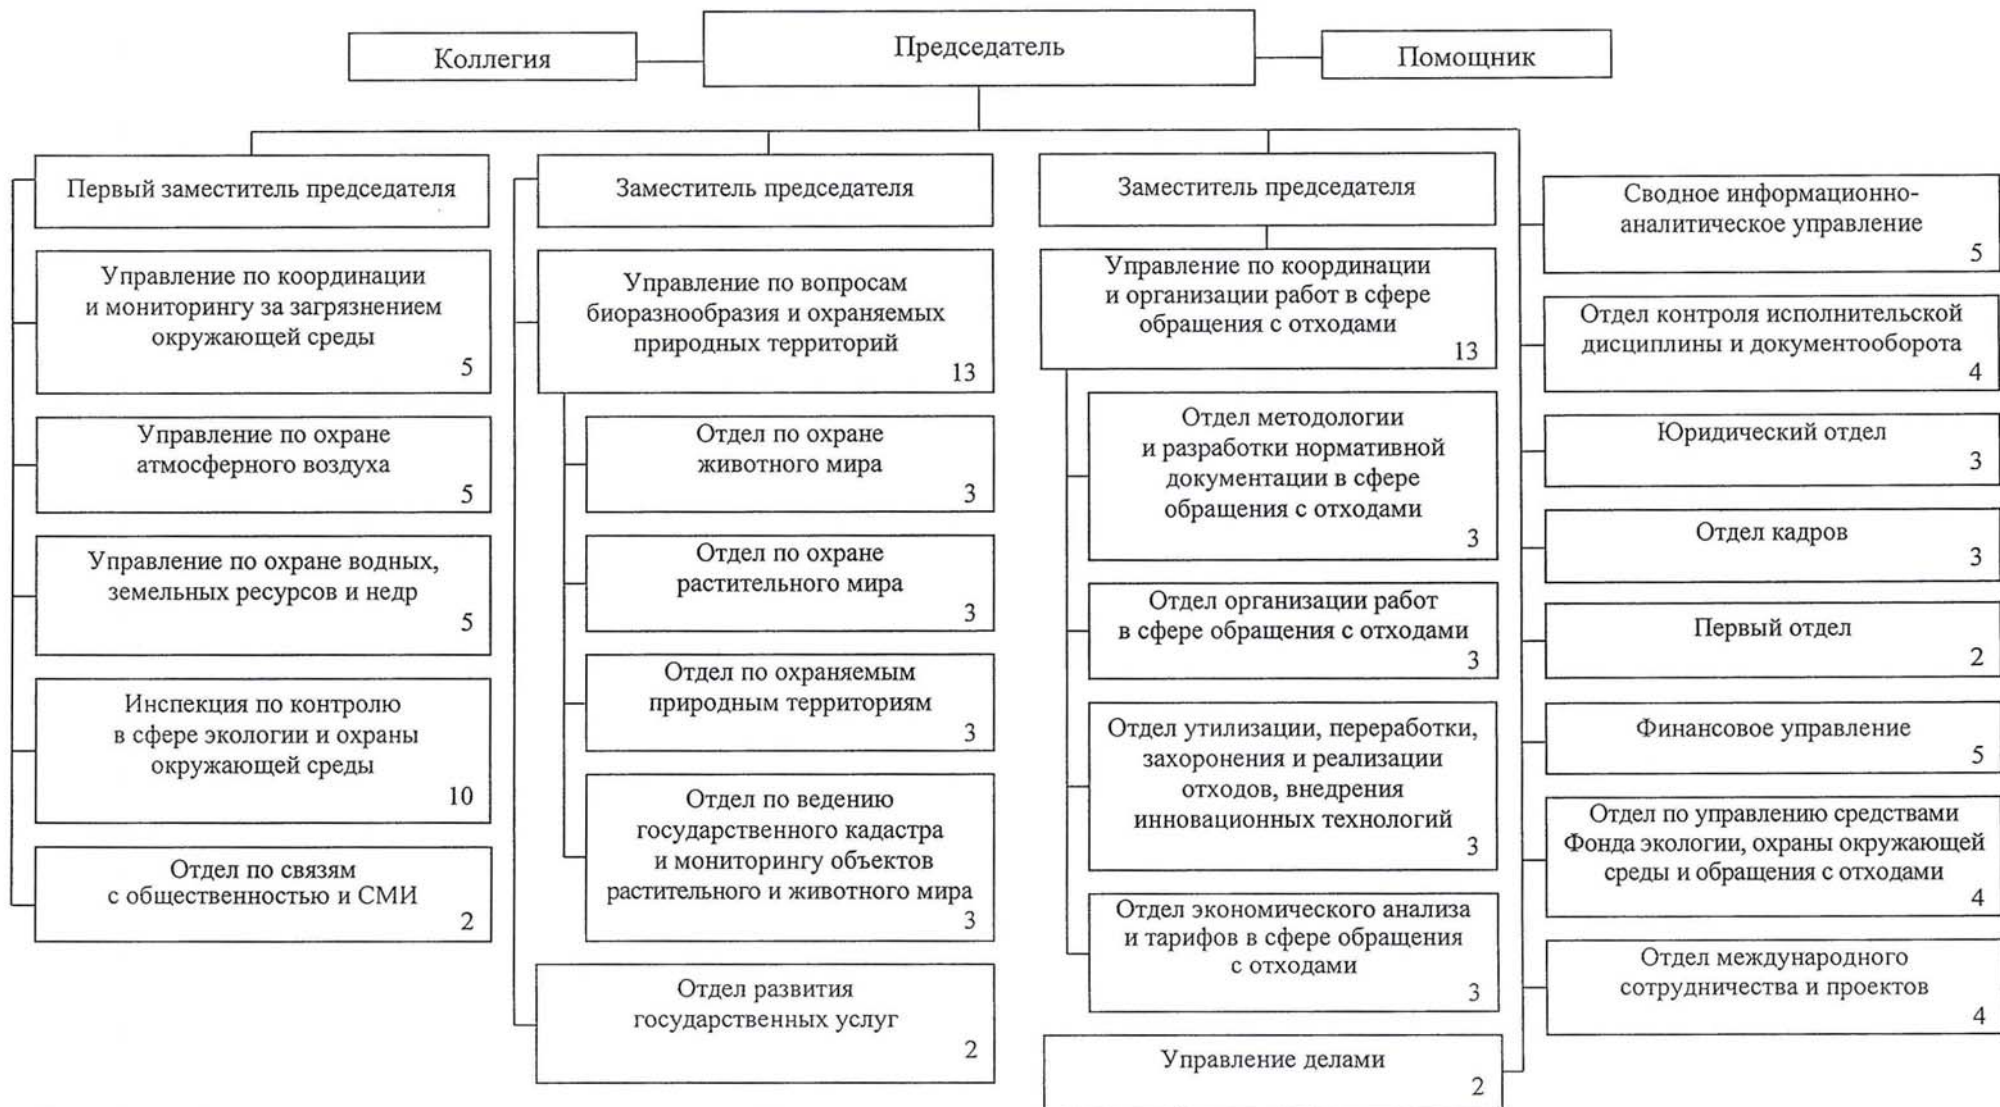 Коллегия
Председатель
Помощник
Первый заместитель председателя
Управление по координации
и мониторингу за загрязнением
окружающей среды
5
Управление по охране
атмосферного воздуха
5
Управление по охране водных,
земельных ресурсов и недр
5
Инспекция по контролю
в сфере экологии и охраны
окружающей среды
10
Отдел по связям
с общественностью и СМИ
2
Заместитель председателя
Управление по вопросам
биоразнообразия и охраняемых
природных территорий
13
Отдел по охране
животного мира
3
Отдел по охране
растительного мира
3
Отдел по охраняемым
природным территориям
3
Отдел по ведению
государственного кадастра
и мониторингу объектов
растительного и животного мира
3
Отдел развития
государственных услуг
2
Заместитель председателя
Управление по координации
и организации работ в сфере
обращения с отходами
13
Отдел методологии
и разработки нормативной
документации в сфере
обращения с отходами
3
Отдел организации работ
в сфере обращения с отходами
3
Отдел утилизации, переработки,
захоронения и реализации
отходов, внедрения
инновационных технологий
3
Отдел экономического анализа
и тарифов в сфере обращения
с отходами
3
Управление делами
2
Сводное информационно-
аналитическое управление
5
Отдел контроля исполнительской
дисциплины и документооборота
4
Юридический отдел
3
Отдел кадров
3
Первый отдел
2
Финансовое управление
5
Отдел по управлению средствами
Фонда экологии, охраны окружающей
среды и обращения с отходами
4
Отдел международного
сотрудничества и проектов
4